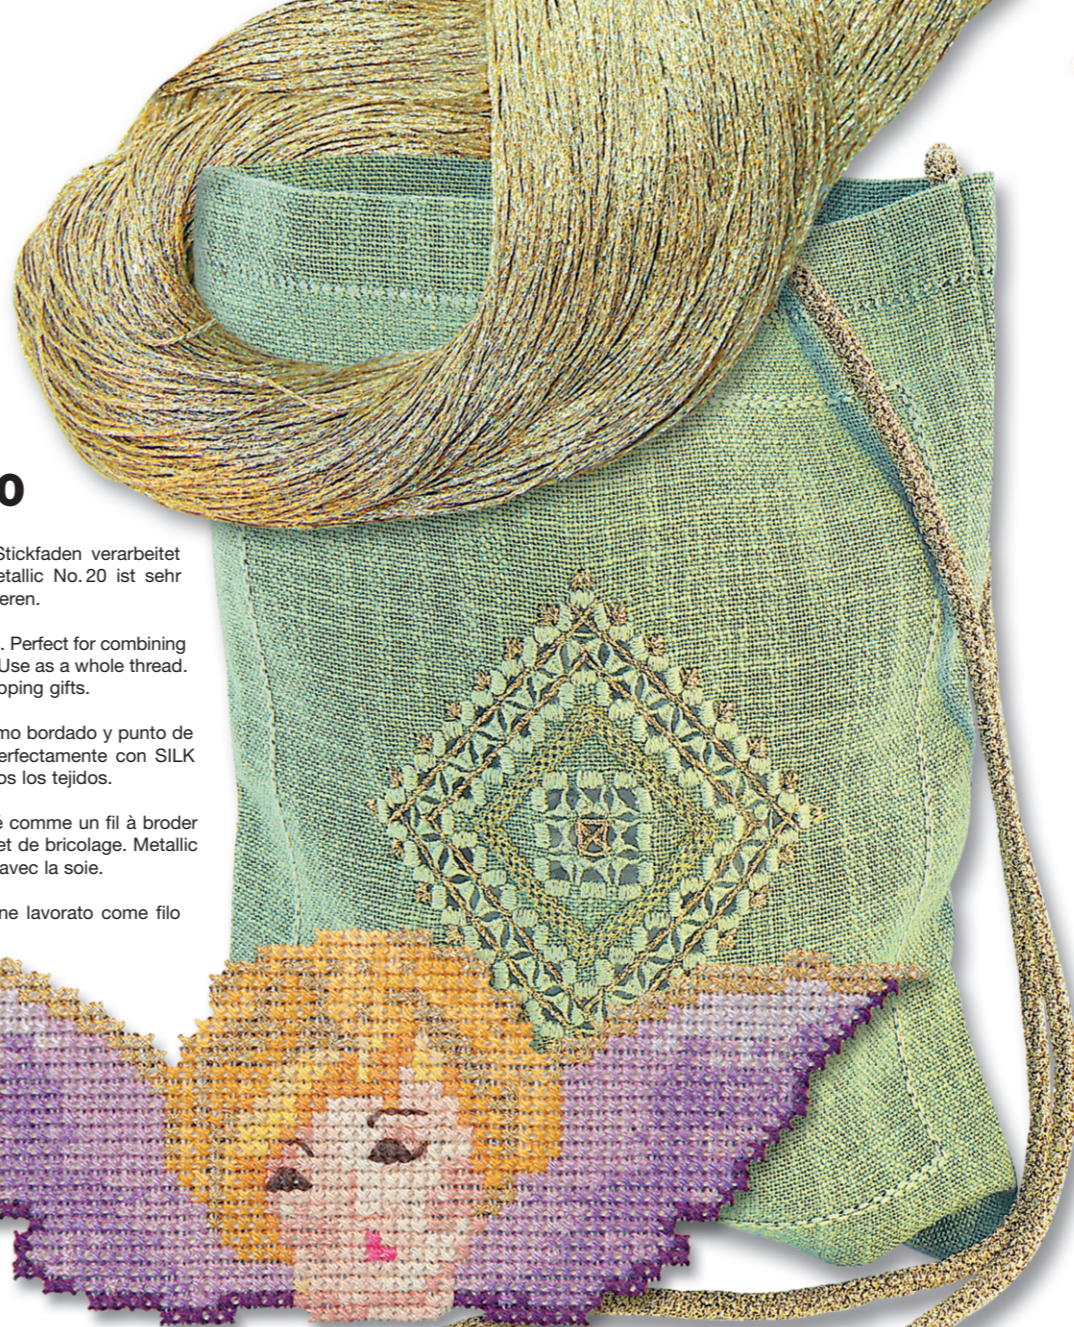 0
Stickfaden verarbeitet
etallic No. 20 ist sehr
eren.
. Perfect for combining
Use as a whole thread.
pping gifts.
mo bordado y punto de
perfectamente con SILK
os los tejidos.
é comme un fil à broder
et de bricolage. Metallic
avec la soie.
ne lavorato come filo